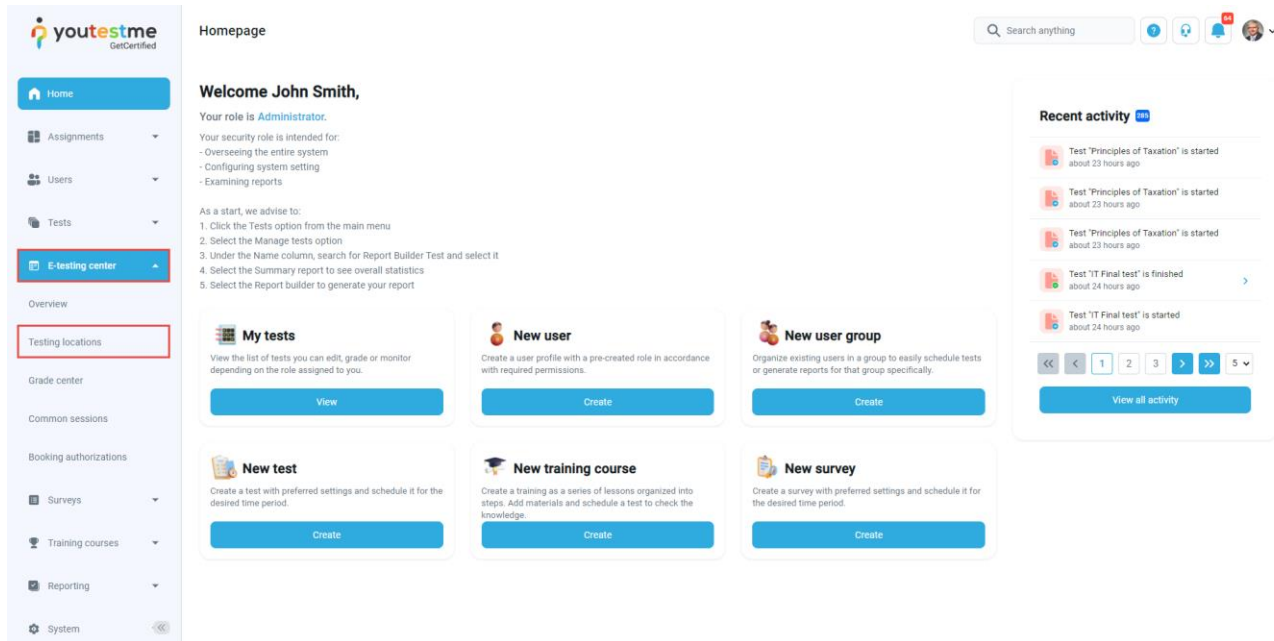 youtestme
GetCertified
Homepage
Search anything
?
64
Home
Assignments
Users
Tests
E-testing center
Overview
Testing locations
Grade center
Common sessions
Booking authorizations
Surveys
Training courses
Reporting
System
Welcome John Smith,
Your role is Administrator.
Your security role is intended for:
- Overseeing the entire system
- Configuring system setting
- Examining reports
As a start, we advise to:
1. Click the Tests option from the main menu
2. Select the Manage tests option
3. Under the Name column, search for Report Builder Test and select it
4. Select the Summary report to see overall statistics
5. Select the Report builder to generate your report
My tests
View the list of tests you can edit, grade or monitor
depending on the role assigned to you.
View
New user
Create a user profile with a pre-created role in accordance
with required permissions.
Create
New user group
Organize existing users in a group to easily schedule tests
or generate reports for that group specifically.
Create
New test
Create a test with preferred settings and schedule it for the
desired time period.
Create
New training course
Create a training as a series of lessons organized into
steps. Add materials and schedule a test to check the
knowledge.
Create
New survey
Create a survey with preferred settings and schedule it for
the desired time period.
Create
Recent activity 285
Test "Principles of Taxation" is started
about 23 hours ago
Test "Principles of Taxation" is started
about 23 hours ago
Test "Principles of Taxation" is started
about 23 hours ago
Test "IT Final test" is finished
about 24 hours ago
Test "IT Final test" is started
about 24 hours ago
1 2 3 5
View all activity